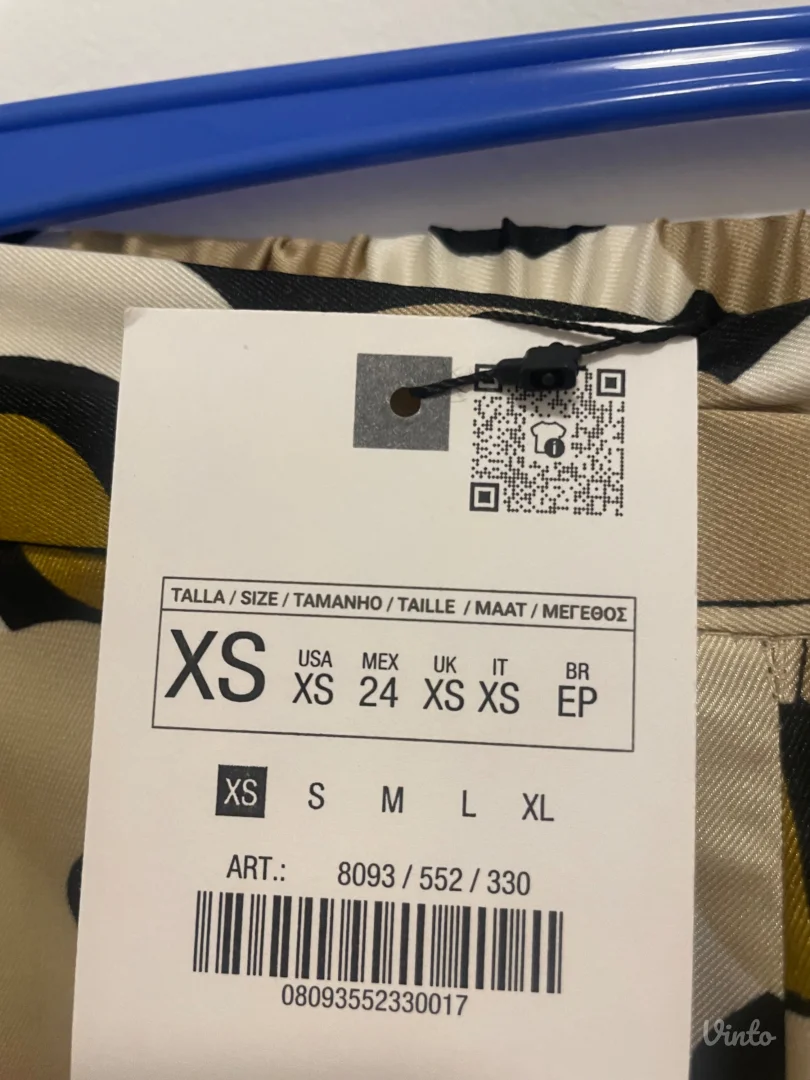 TALLA / SIZE / TAMANHO / TAILLE / MAAT / ΜΕΓΕΘΟΣ
XS
USA MEX UK IT BR
XS 24 XS XS EP
XS S M L XL
ART.: 8093 / 552 / 330
08093552330017
Vinto